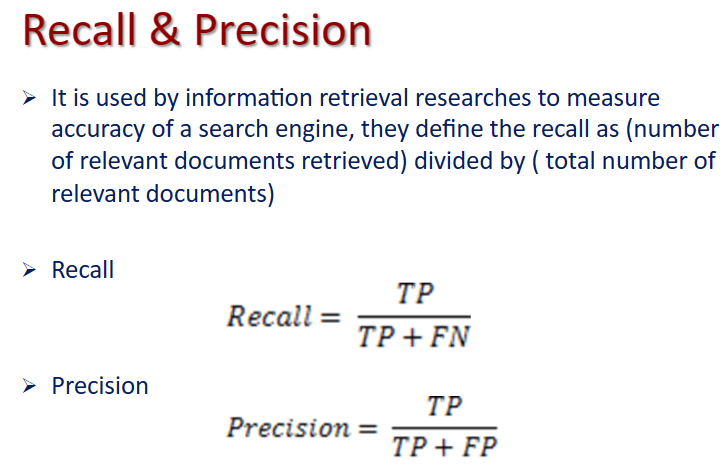 Recall & Precision
➢ It is used by information retrieval researches to measure
accuracy of a search engine, they define the recall as (number
of relevant documents retrieved) divided by ( total number of
relevant documents)
➢ Recall
Recall = TP / TP + FN
➢ Precision
Precision = TP / TP + FP